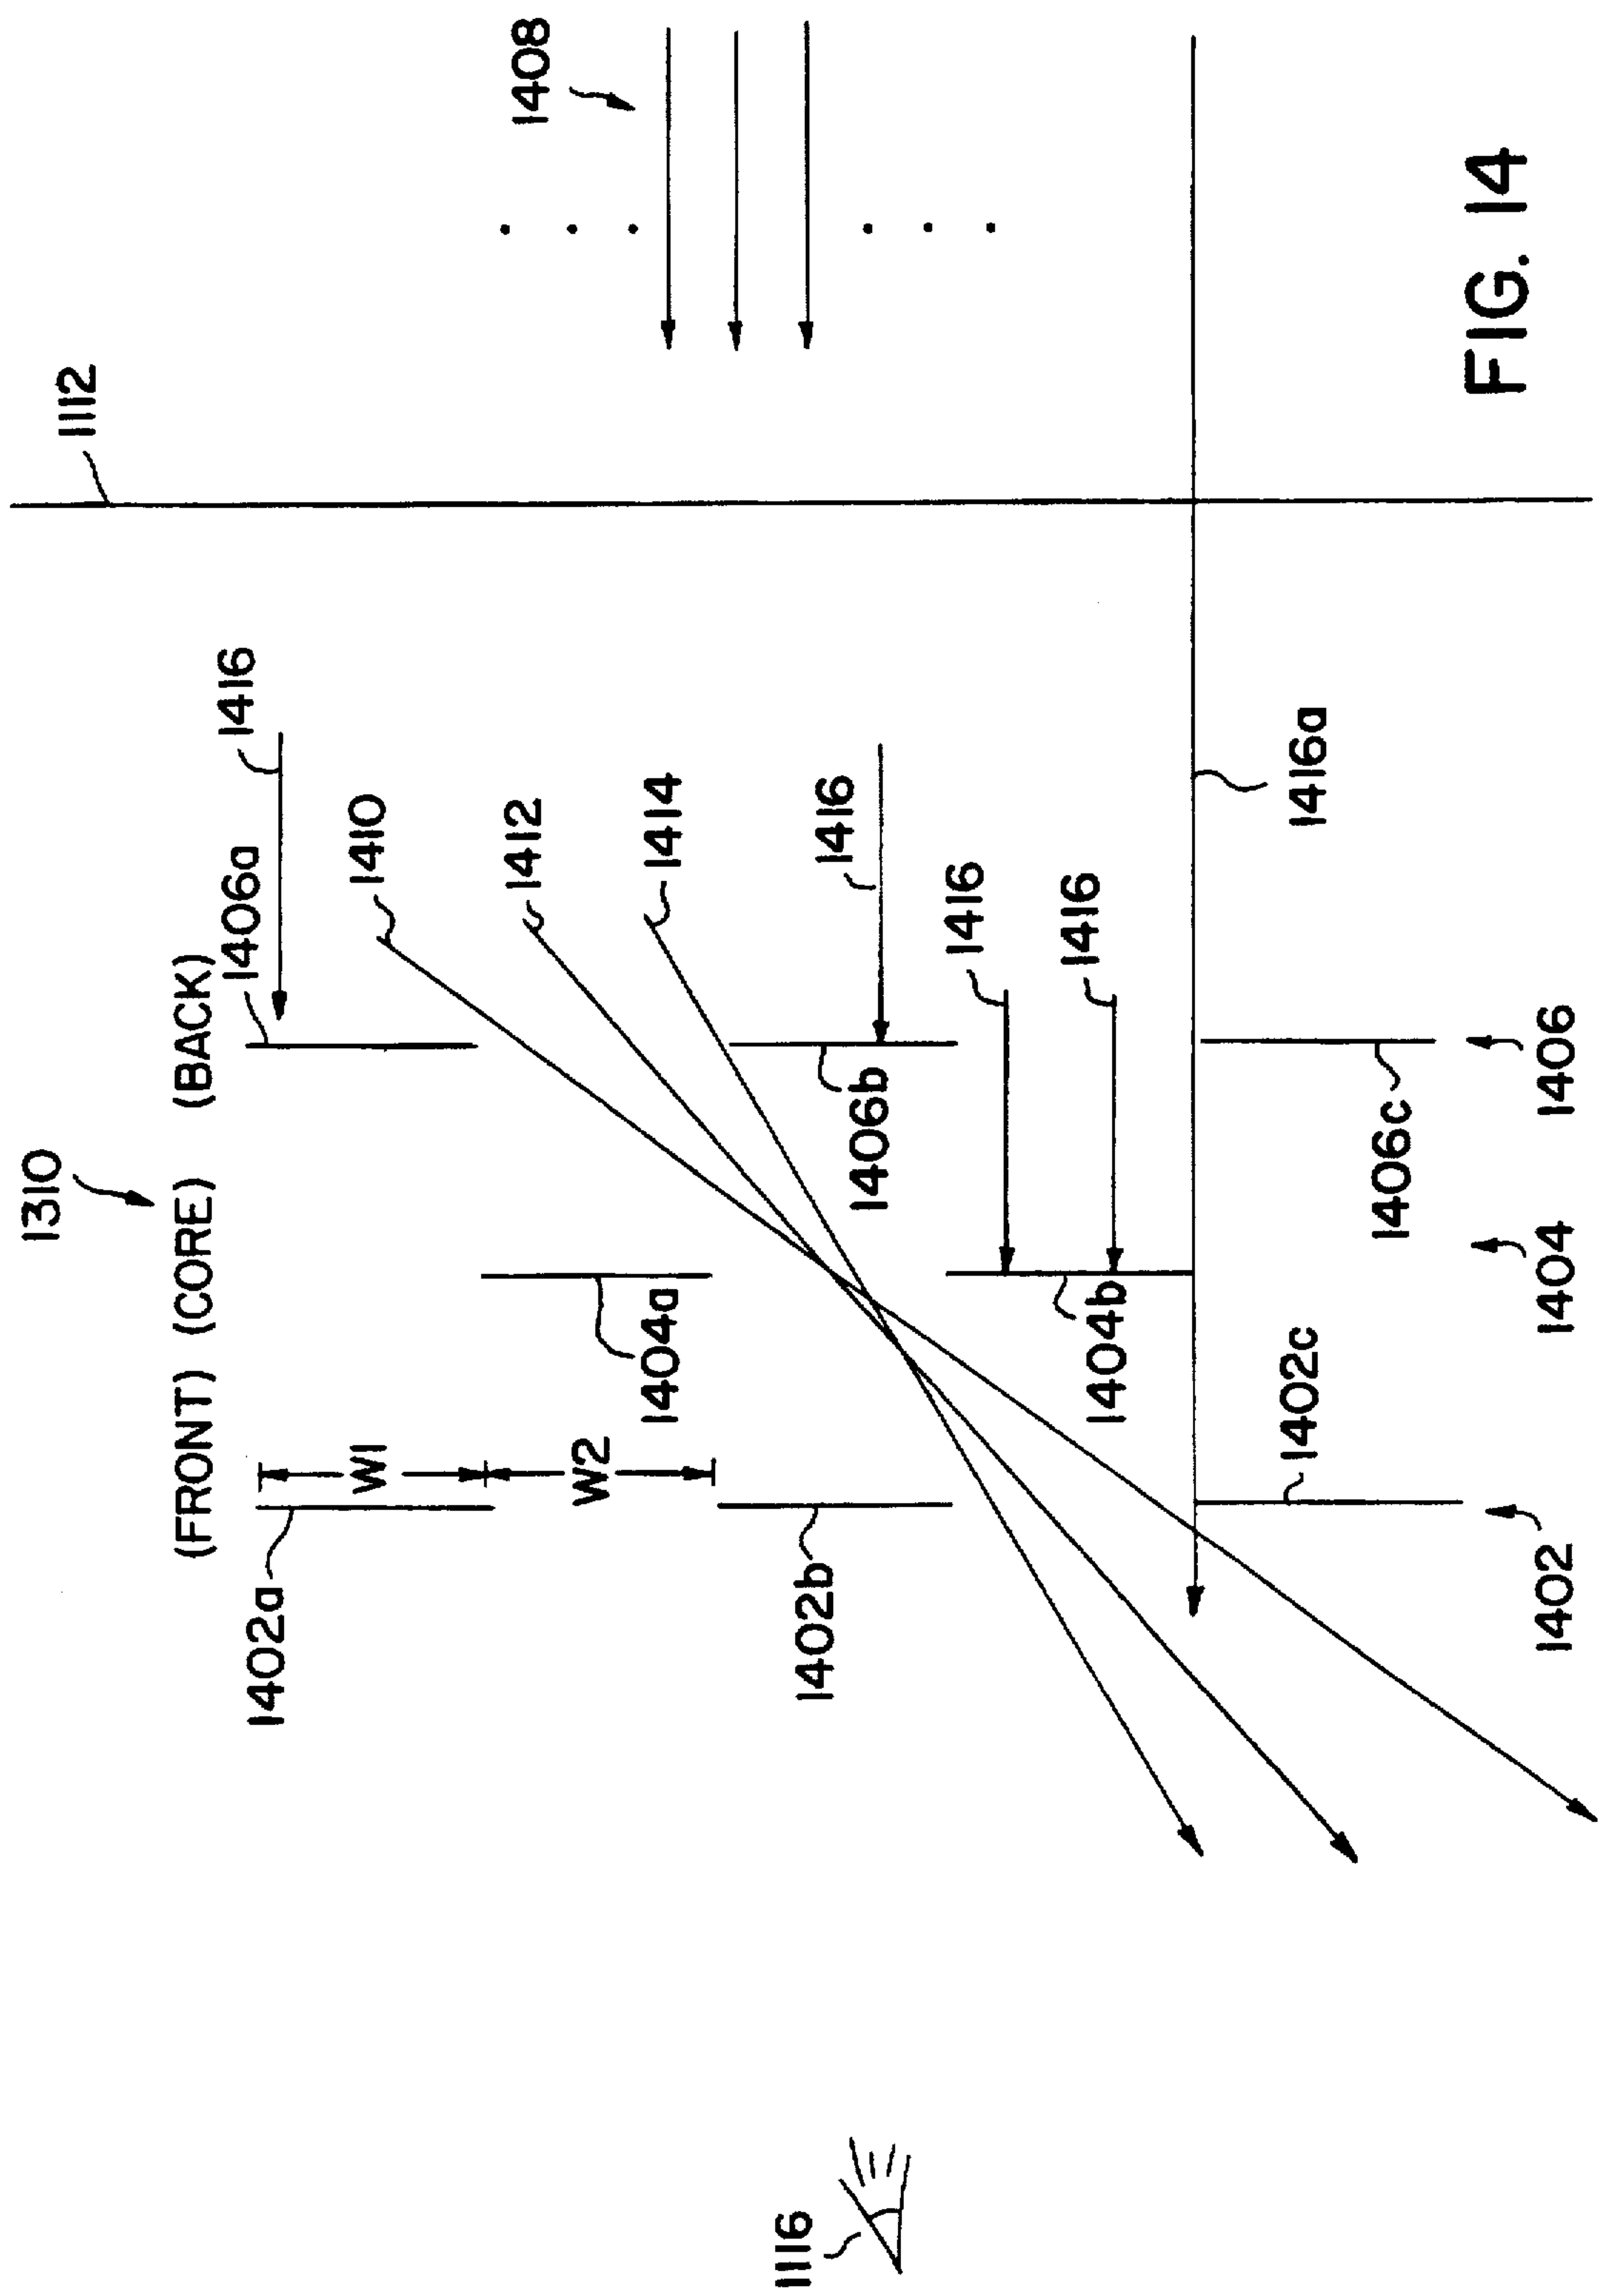 1310
(FRONT) (CORE) (BACK)
1402a
W1
W2
1402b
1404a
1406a
1416
1410
1412
1414
1406b
1416
1416
1416
1404b
1402c
1406c
1416a
1402
1404
1406
1112
1408
1116
FIG. 14